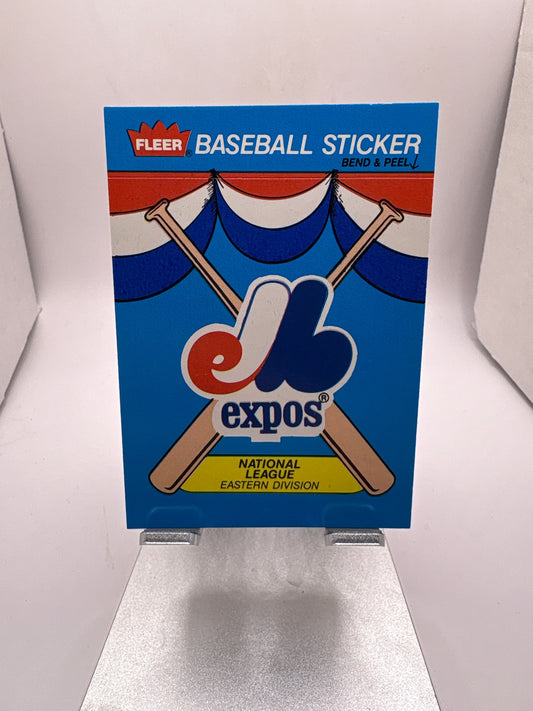 FLEER® BASEBALL STICKER
BEND & PEEL
expos®
NATIONAL
LEAGUE
EASTERN DIVISION